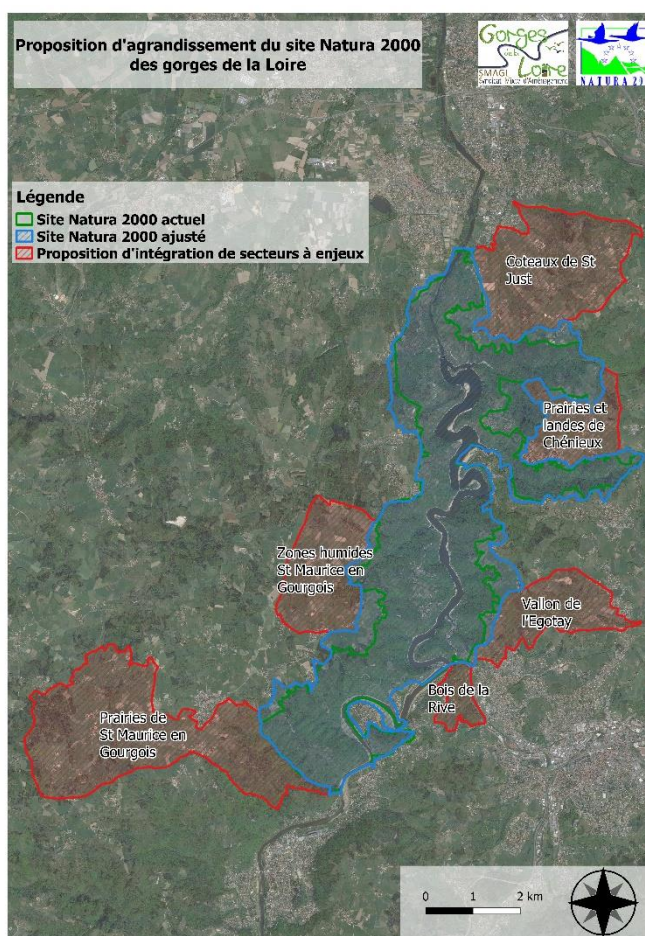 Proposition d'agrandissement du site Natura 2000
des gorges de la Loire
Gorges
de la
Loire
SMAGL
Syndicat Mixte d'Aménagement
NATURA 20
Légende
Site Natura 2000 actuel
Site Natura 2000 ajusté
Proposition d'intégration de secteurs à enjeux
Coteaux de St
Just
Prairies et
landes de
Chénieux
Zones humides
St Maurice en
Gourgois
Vallon de
l'Egotay
Bois de la
Rive
Prairies de
St Maurice en
Gourgois
0 1 2 km